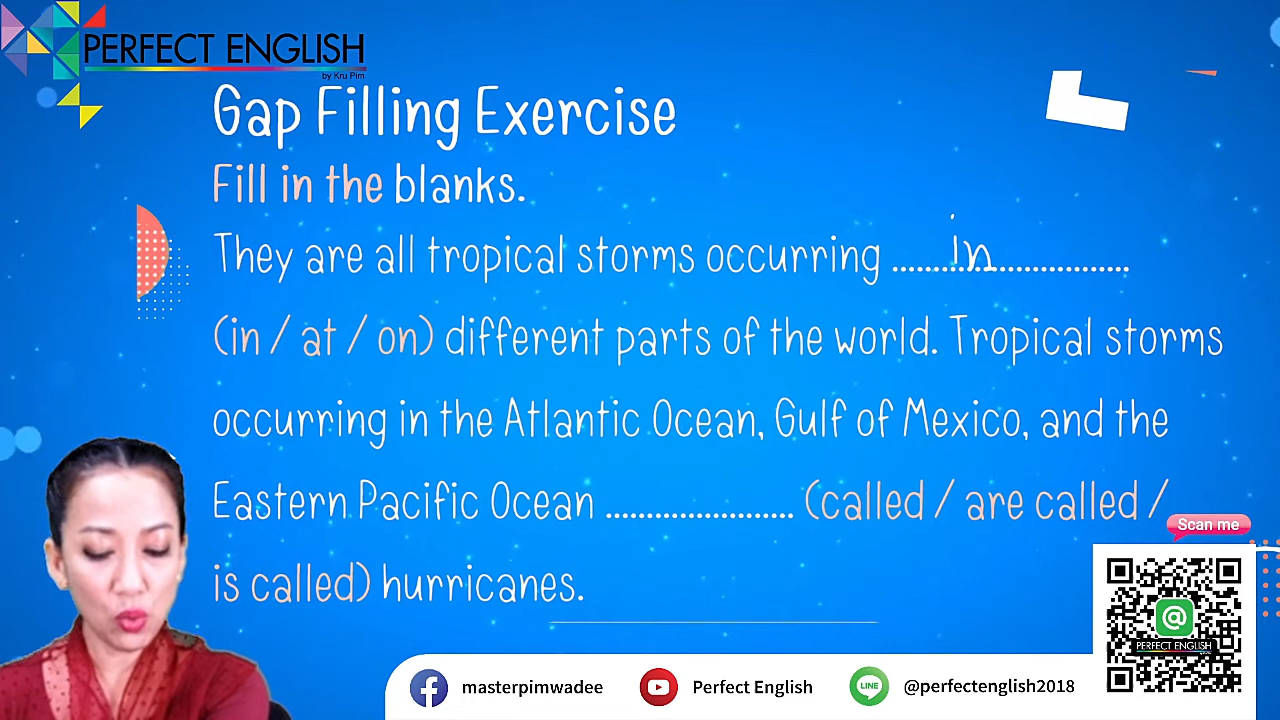 PERFECT ENGLISH
by Kru Pim
Gap Filling Exercise
Fill in the blanks.
They are all tropical storms occurring ........in........
(in / at / on) different parts of the world. Tropical storms
occurring in the Atlantic Ocean, Gulf of Mexico, and the
Eastern Pacific Ocean ....................... (called / are called /
is called) hurricanes.
Scan me
PERFECT ENGLISH
masterpimwadee
Perfect English
LINE
@perfectenglish2018